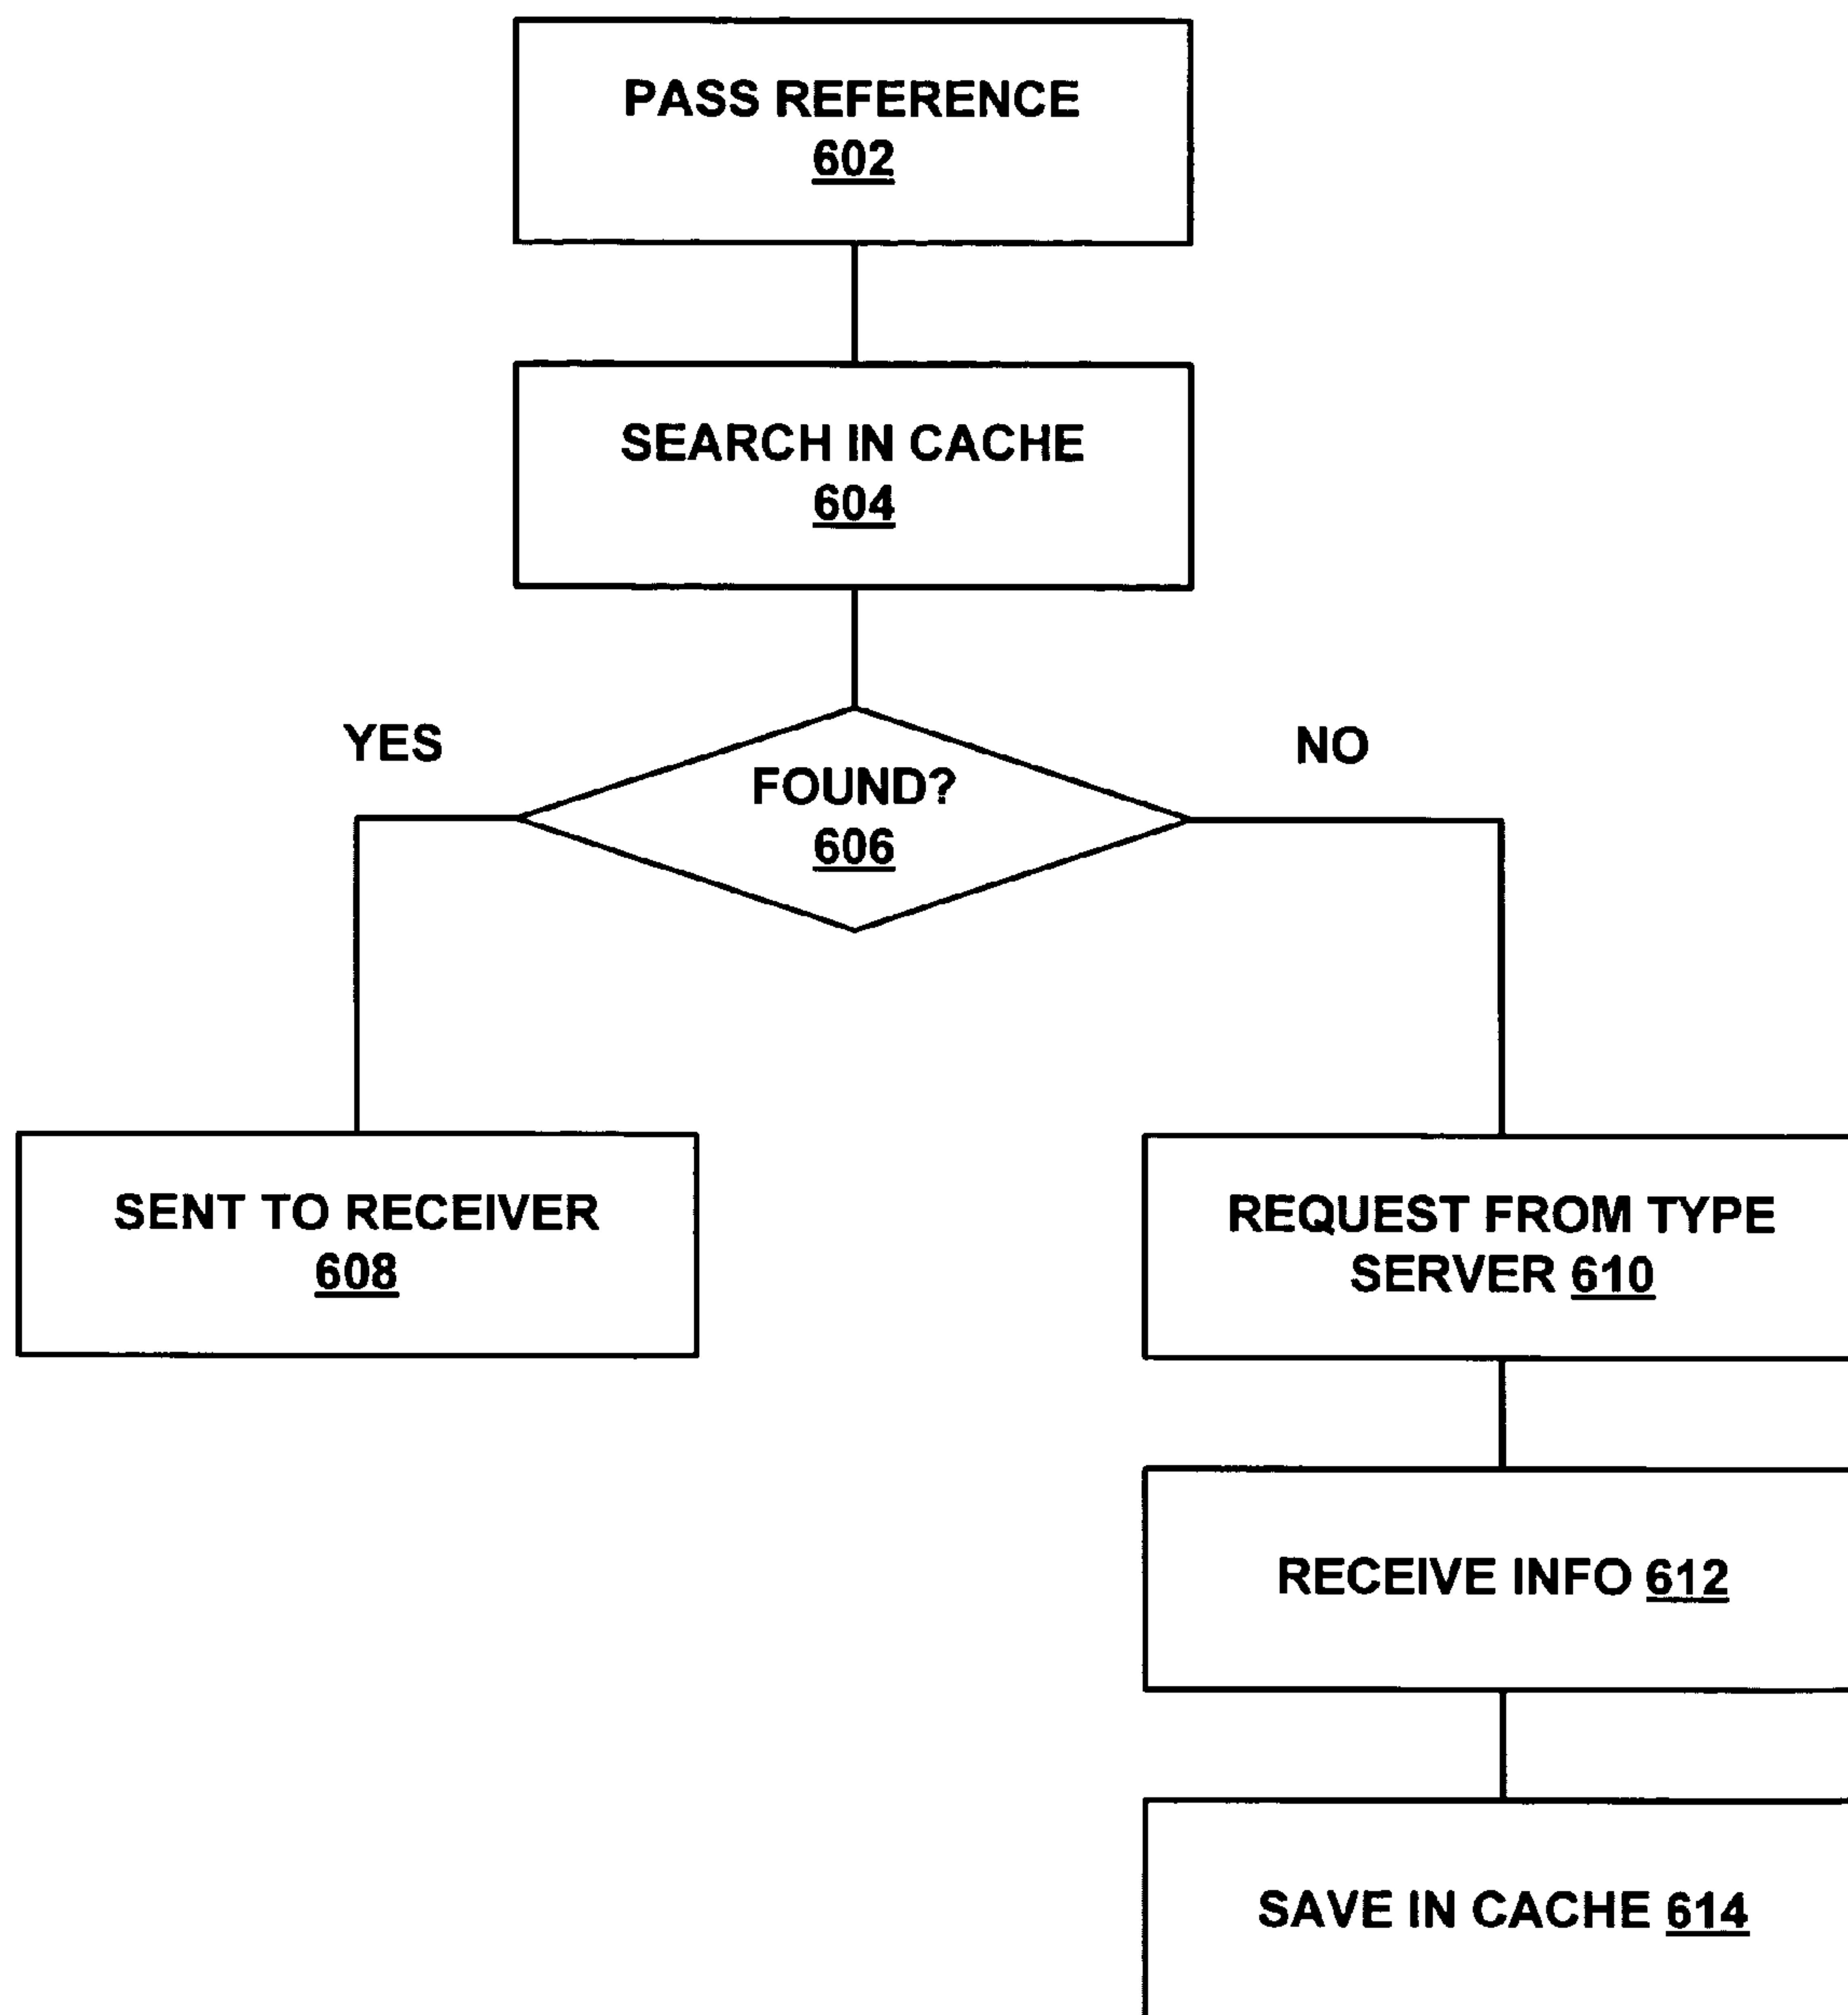 PASS REFERENCE
602
SEARCH IN CACHE
604
YES
NO
FOUND?
606
SENT TO RECEIVER
608
REQUEST FROM TYPE
SERVER 610
RECEIVE INFO 612
SAVE IN CACHE 614